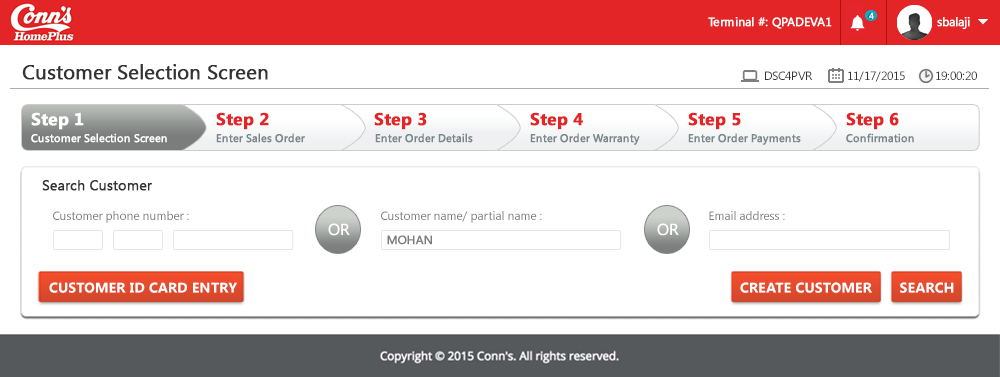 Conn's
HomePlus
Terminal #: QPADEVA1
4
sbalaji
Customer Selection Screen
DSC4PVR
11/17/2015
19:00:20
Step 1
Customer Selection Screen
Step 2
Enter Sales Order
Step 3
Enter Order Details
Step 4
Enter Order Warranty
Step 5
Enter Order Payments
Step 6
Confirmation
Search Customer
Customer phone number :
OR
Customer name/ partial name :
MOHAN
OR
Email address :
CUSTOMER ID CARD ENTRY
CREATE CUSTOMER
SEARCH
Copyright © 2015 Conn's. All rights reserved.